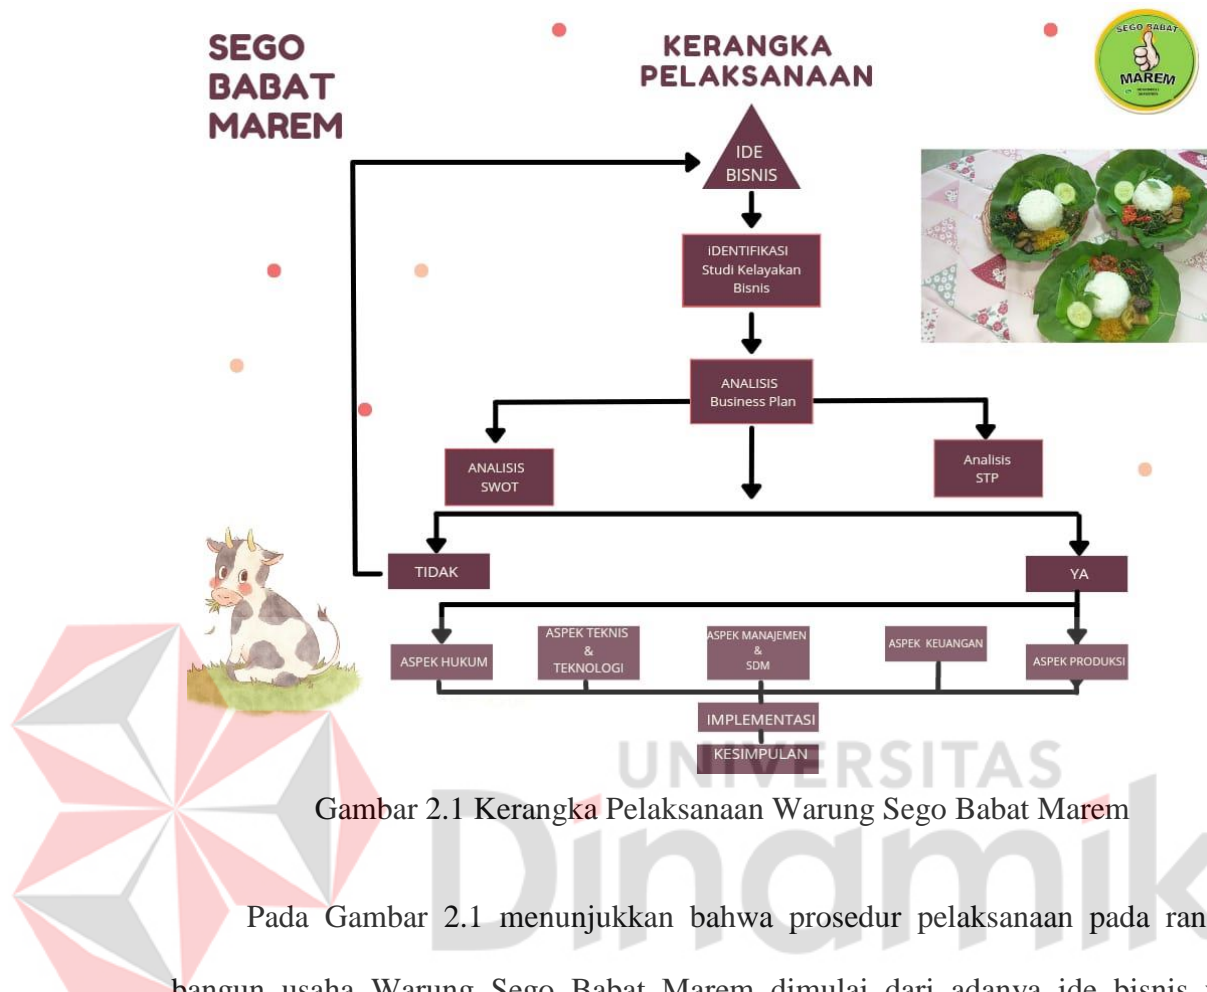 SEGO
BABAT
MAREM
KERANGKA
PELAKSANAAN
SEGO BABAT
MAREM
IDE
BISNIS
iDENTIFIKASI
Studi Kelayakan
Bisnis
ANALISIS
Business Plan
ANALISIS
SWOT
Analisis
STP
TIDAK
YA
ASPEK HUKUM
ASPEK TEKNIS
&
TEKNOLOGI
ASPEK MANAJEMEN
&
SDM
ASPEK KEUANGAN
ASPEK PRODUKSI
IMPLEMENTASI
KESIMPULAN
UNIVERSITAS
Dinamik
Gambar 2.1 Kerangka Pelaksanaan Warung Sego Babat Marem
Pada Gambar 2.1 menunjukkan bahwa prosedur pelaksanaan pada ran
bangun usaha Warung Sego Babat Marem dimulai dari adanya ide bisnis